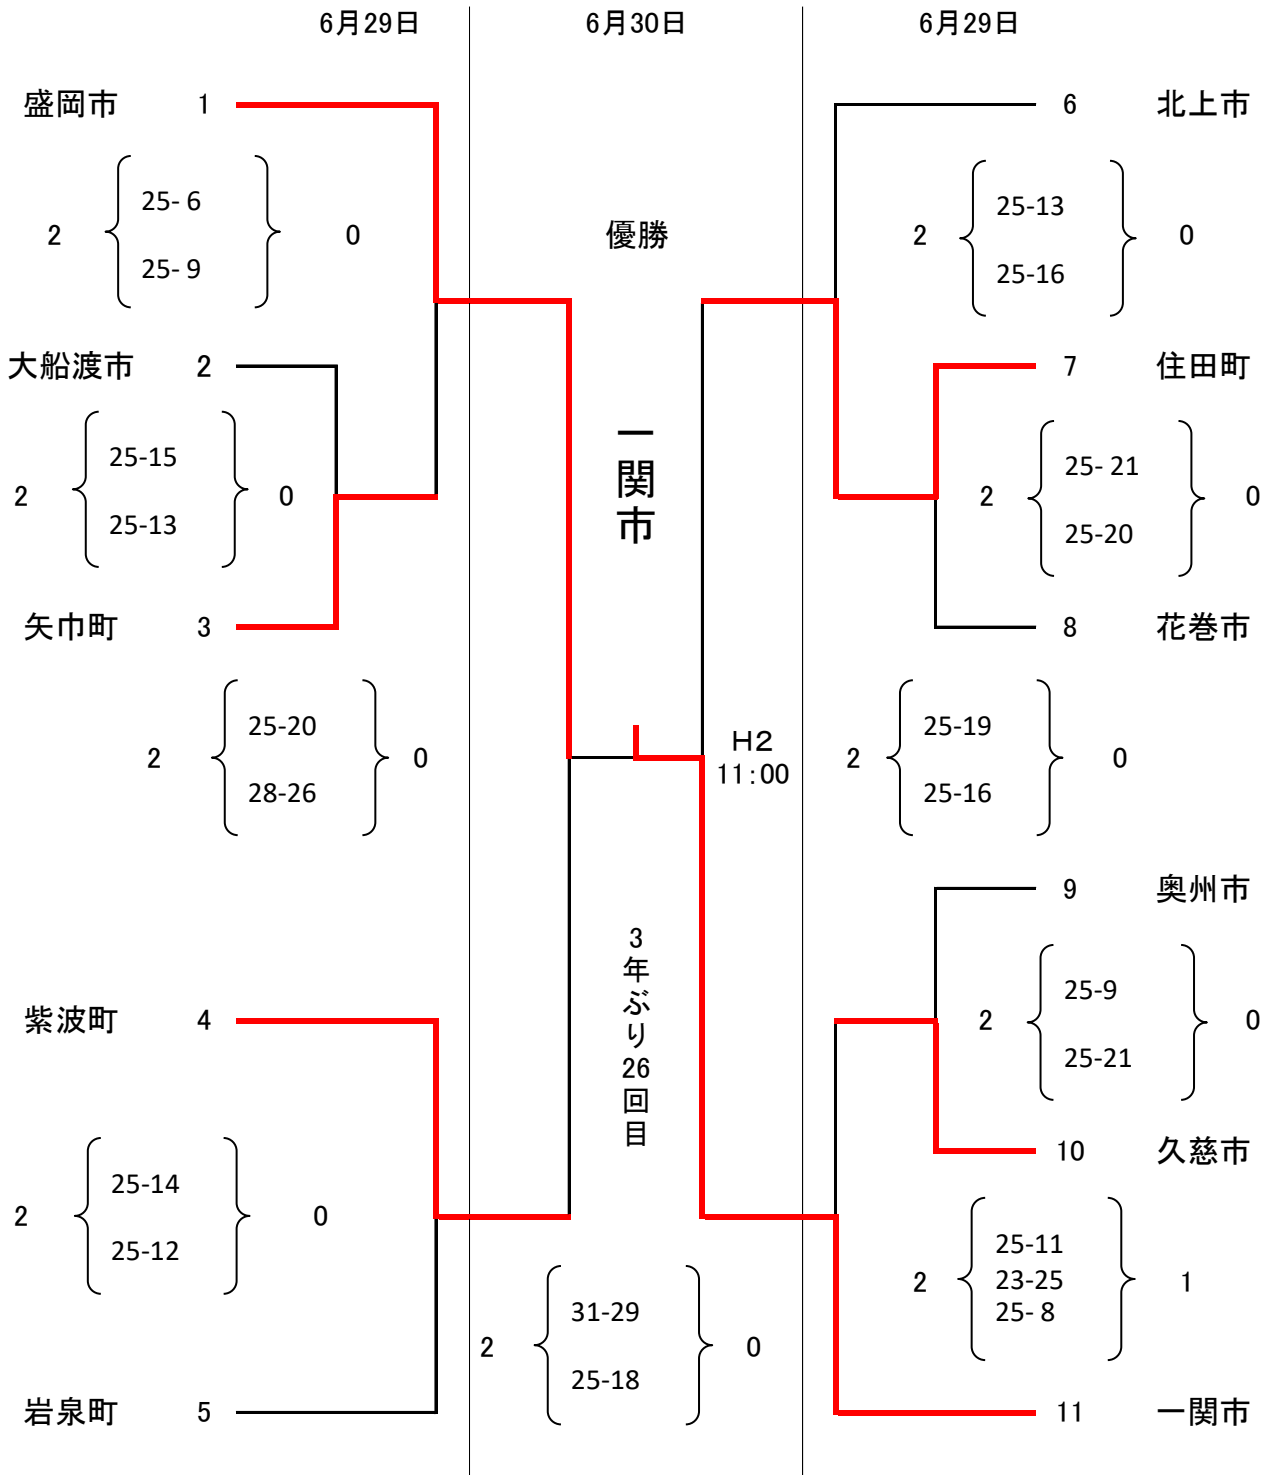 6月29日 6月30日 6月29日
盛岡市 1
6 北上市
2 25- 6 0
25- 9
優勝
2 25-13 0
25-16
大船渡市 2
7 住田町
2 25-15 0
25-13
一関市
2 25- 21 0
25-20
矢巾町 3
8 花巻市
2 25-20 0
28-26
H2
11:00
2 25-19 0
25-16
9 奥州市
3年ぶり26回目
2 25-9 0
25-21
紫波町 4
10 久慈市
2 25-14 0
25-12
2 25-11 1
23-25
25- 8
2 31-29 0
25-18
岩泉町 5
11 一関市